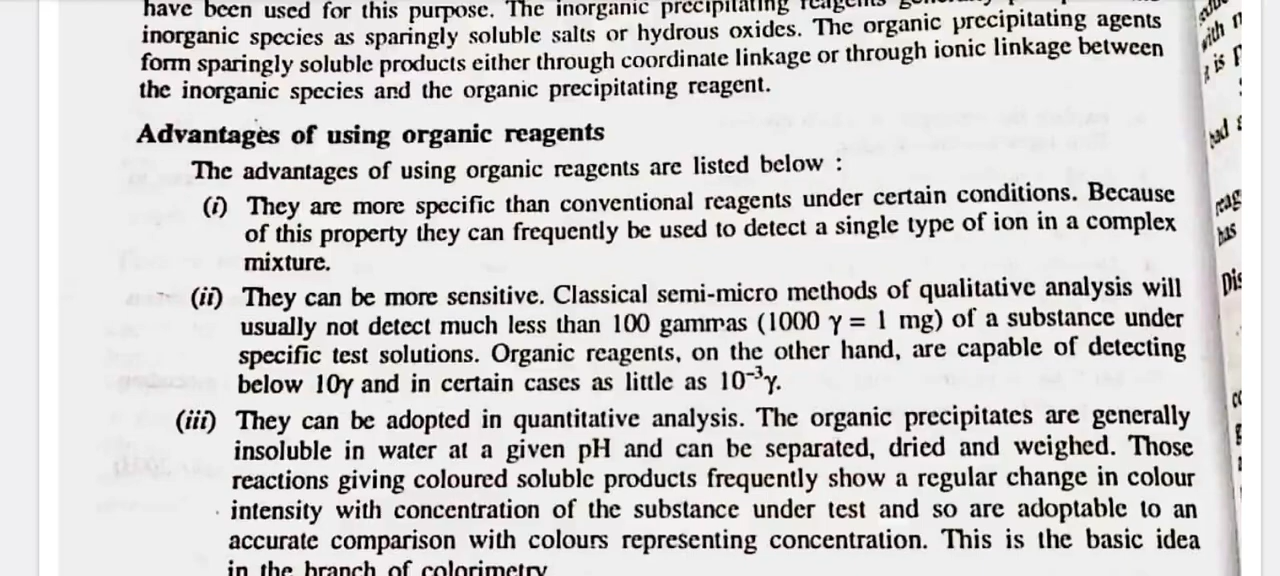 have been used for this purpose. The inorganic precipitating reagents
inorganic species as sparingly soluble salts or hydrous oxides. The organic precipitating agents
form sparingly soluble products either through coordinate linkage or through ionic linkage between
the inorganic species and the organic precipitating reagent.
Advantages of using organic reagents
The advantages of using organic reagents are listed below :
(i) They are more specific than conventional reagents under certain conditions. Because
of this property they can frequently be used to detect a single type of ion in a complex
mixture.
(ii) They can be more sensitive. Classical semi-micro methods of qualitative analysis will
usually not detect much less than 100 gammas (1000 γ = 1 mg) of a substance under
specific test solutions. Organic reagents, on the other hand, are capable of detecting
below 10γ and in certain cases as little as 10⁻³γ.
(iii) They can be adopted in quantitative analysis. The organic precipitates are generally
insoluble in water at a given pH and can be separated, dried and weighed. Those
reactions giving coloured soluble products frequently show a regular change in colour
intensity with concentration of the substance under test and so are adoptable to an
accurate comparison with colours representing concentration. This is the basic idea
in the branch of colorimetry
with
is
has
Dis